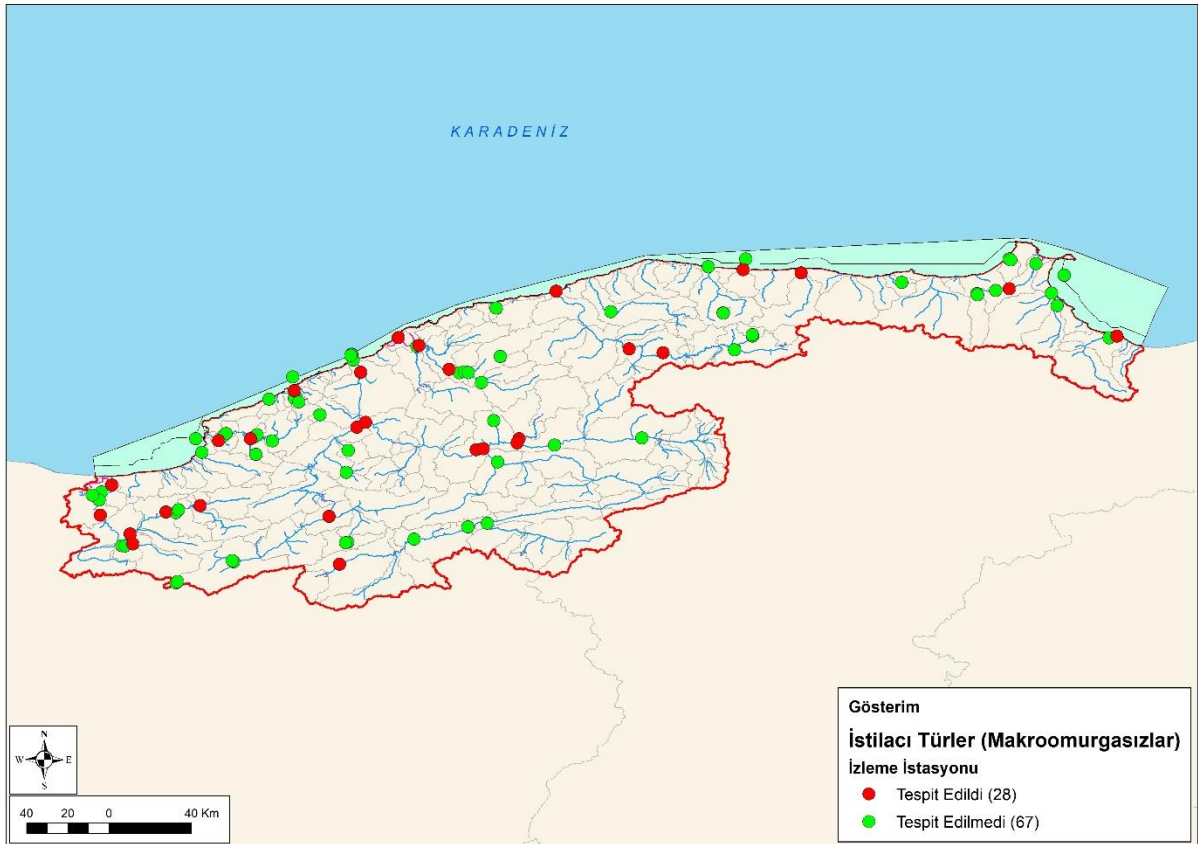 KARADENİZ
N
W E
S
40 20 0 40 Km
Gösterim
İstilacı Türler (Makroomurgasızlar)
İzleme İstasyonu
Tespit Edildi (28)
Tespit Edilmedi (67)